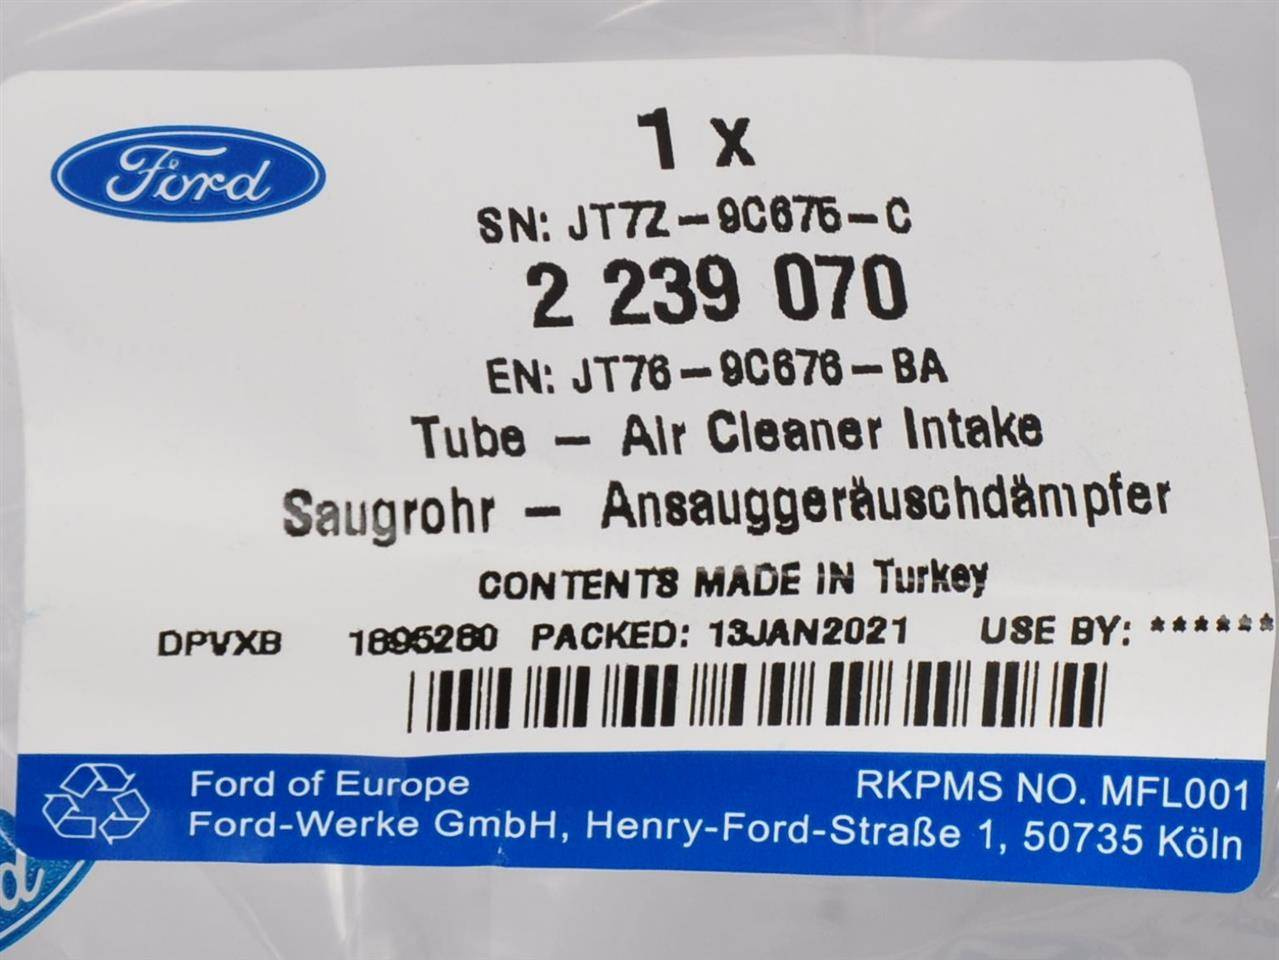 Ford
1 x
SN: JT7Z-9C675-C
2 239 070
EN: JT76-9C676-BA
Tube - Air Cleaner Intake
Saugrohr - Ansauggeräuschdämpfer
CONTENTS MADE IN Turkey
DPVXB 1895280 PACKED: 13JAN2021 USE BY: ******
Ford of Europe RKPMS NO. MFL001
Ford-Werke GmbH, Henry-Ford-Straße 1, 50735 Köln